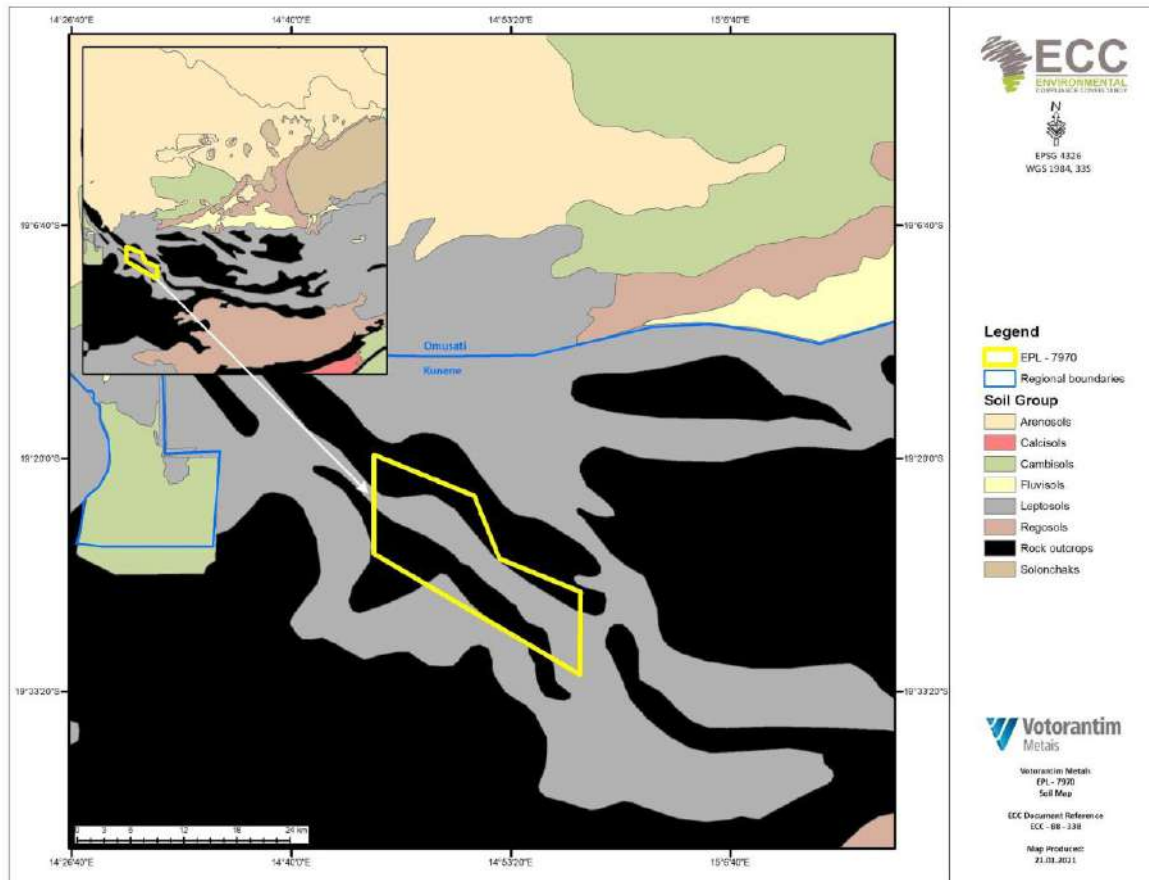 14°26'40"E 14°40'0"E 14°53'20"E 15°6'40"E
19°6'40"S 19°6'40"S
Omusati
Kunene
19°20'0"S 19°20'0"S
19°33'20"S 19°33'20"S
0 3 6 12 18 24 km
14°26'40"E 14°40'0"E 14°53'20"E 15°6'40"E
ECC
ENVIRONMENTAL
COMPLIANCE CONSULTANCY
N
EPSG 4326
WGS 1984, 33S
Legend
EPL - 7970
Regional boundaries
Soil Group
Arenosols
Calcisols
Cambisols
Fluvisols
Leptosols
Regosols
Rock outcrops
Solonchaks
Votorantim
Metais
Votorantim Metals
EPL - 7970
Soil Map
ECC Document Reference
ECC - 88 - 338
Map Produced:
21.01.2021